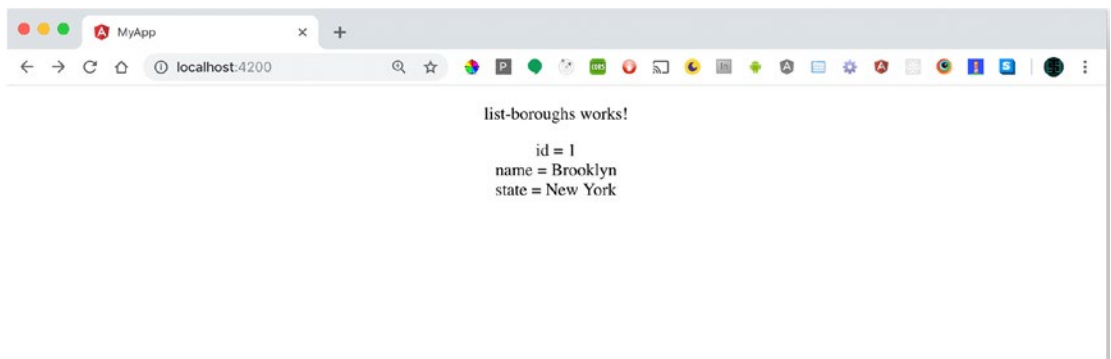 MyApp
localhost:4200
list-boroughs works!
id = 1
name = Brooklyn
state = New York